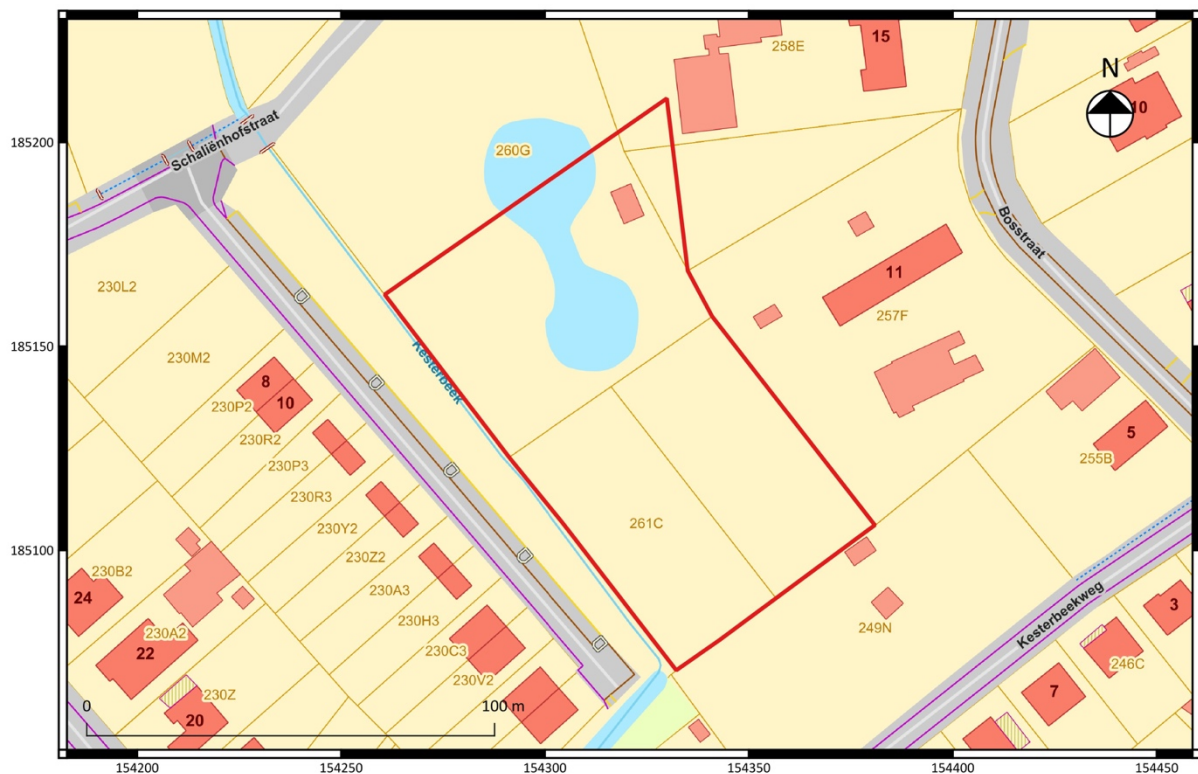 258E
15
N
10
185200
260G
Schaliënhofstraat
Bosstraat
11
257F
230L2
185150
230M2
Kesterbeek
8
10
230P2
230R2
5
255B
230P3
230R3
261C
230Y2
185100
230Z2
230B2
24
230A3
Kesterbeekweg
3
230H3
249N
230A2
22
230C3
246C
230V2
7
230Z
20
0
100 m
154200
154250
154300
154350
154400
154450